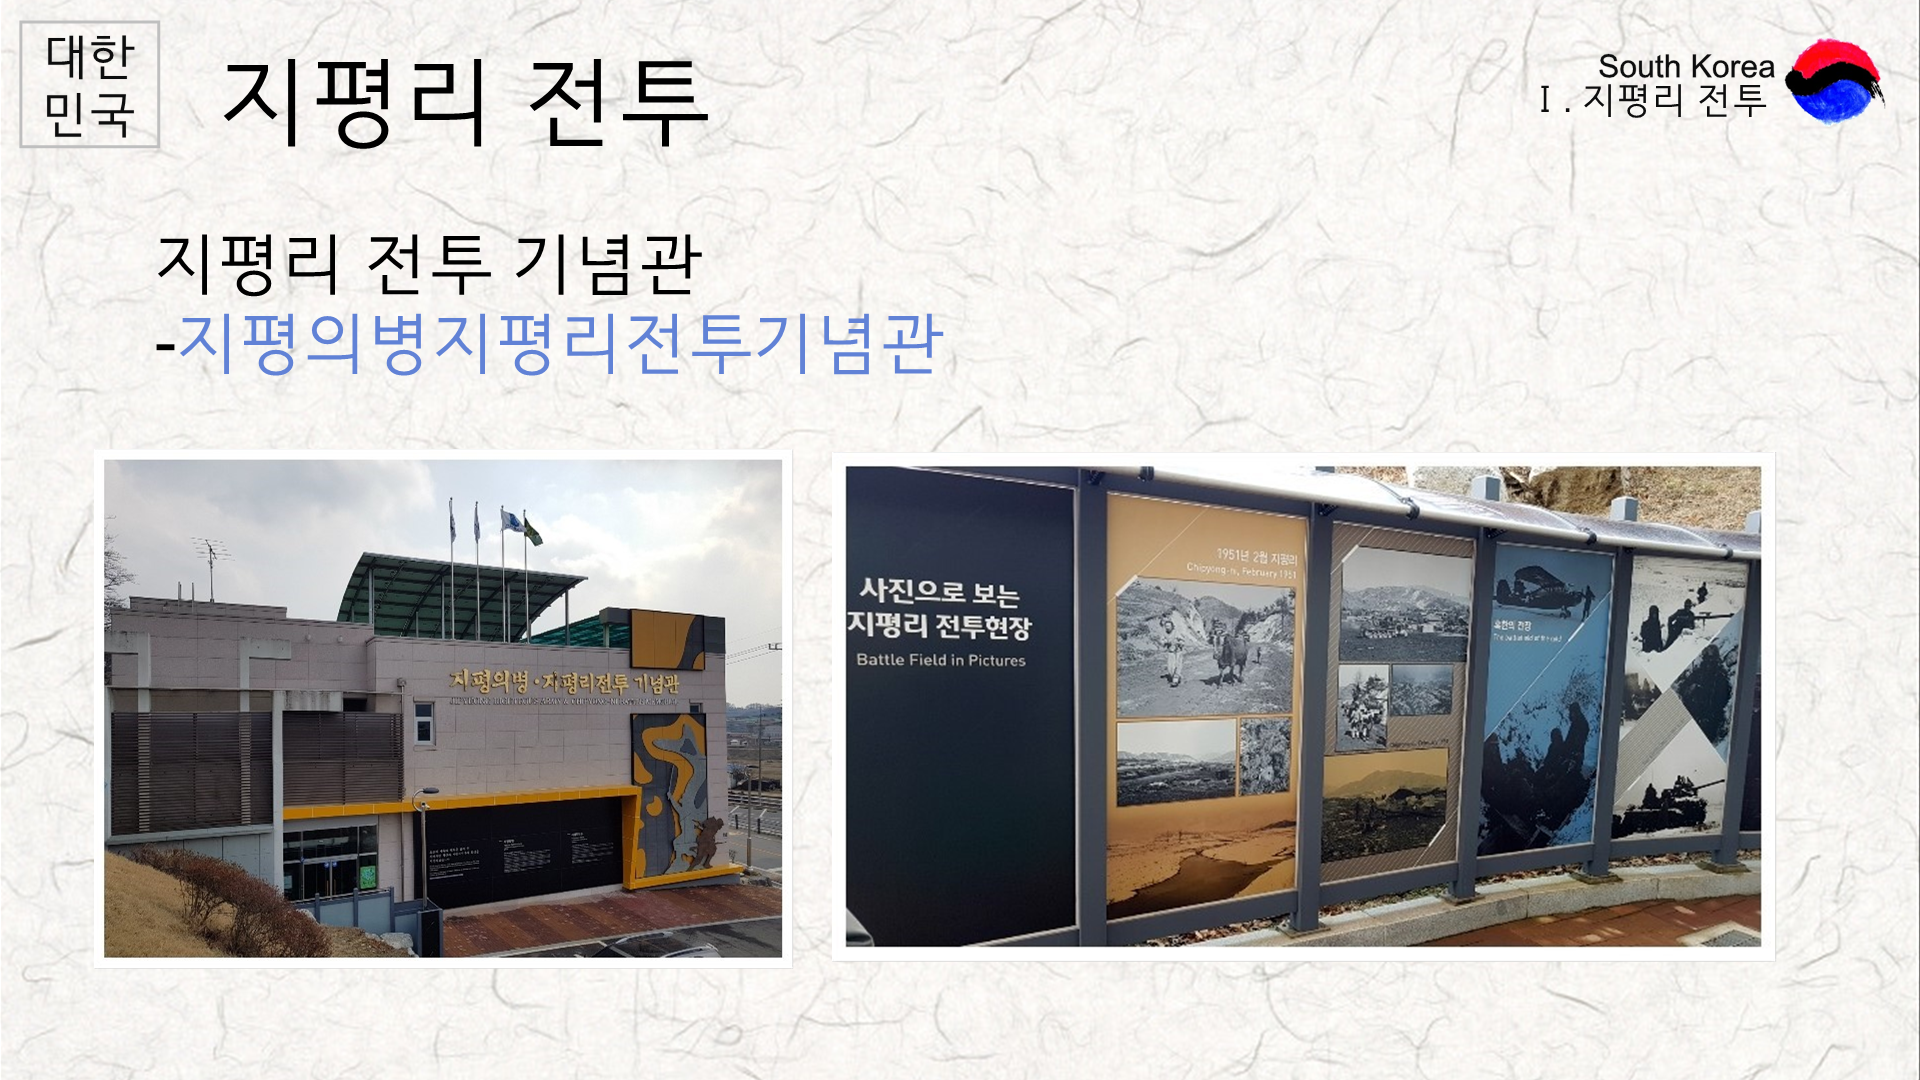 대한
민국
지평리 전투
South Korea
Ⅰ. 지평리 전투
지평리 전투 기념관
-지평의병지평리전투기념관
지평의병·지평리전투 기념관
사진으로 보는
지평리 전투현장
Battle Field in Pictures
1951년 2월 지평리
Chipyong-ni, February 1951